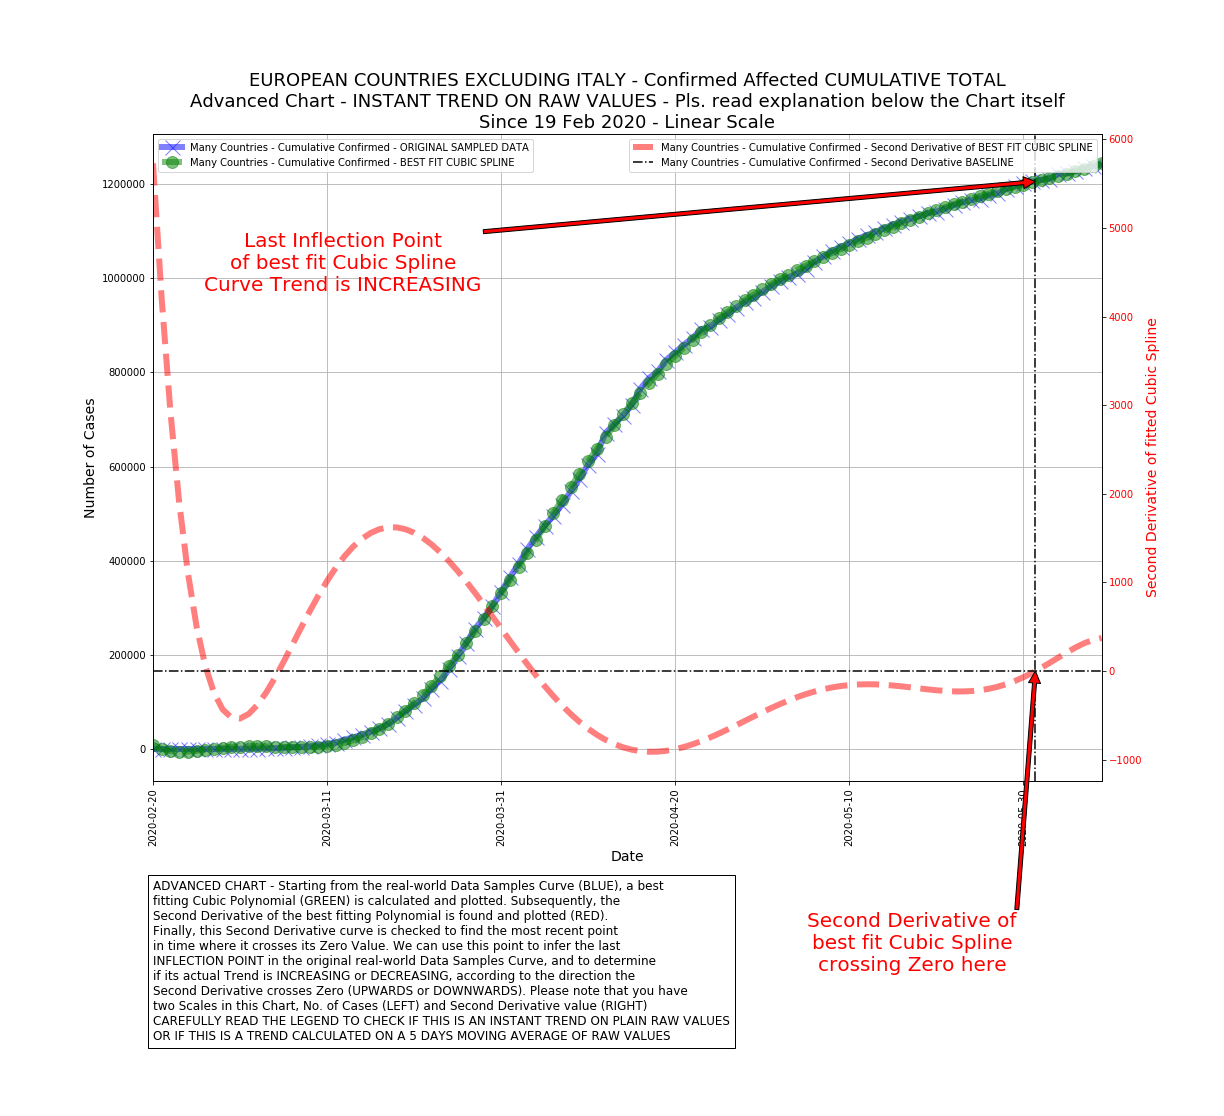 EUROPEAN COUNTRIES EXCLUDING ITALY - Confirmed Affected CUMULATIVE TOTAL
Advanced Chart - INSTANT TREND ON RAW VALUES - Pls. read explanation below the Chart itself
Since 19 Feb 2020 - Linear Scale
Many Countries - Cumulative Confirmed - ORIGINAL SAMPLED DATA
Many Countries - Cumulative Confirmed - BEST FIT CUBIC SPLINE
Many Countries - Cumulative Confirmed - Second Derivative of BEST FIT CUBIC SPLINE
Many Countries - Cumulative Confirmed - Second Derivative BASELINE
Last Inflection Point
of best fit Cubic Spline
Curve Trend is INCREASING
Number of Cases
1200000
1000000
800000
600000
400000
200000
0
6000
5000
4000
3000
2000
1000
0
−1000
Second Derivative of fitted Cubic Spline
2020-02-20
2020-03-11
2020-03-31
2020-04-20
2020-05-10
2020-05-30
Date
ADVANCED CHART - Starting from the real-world Data Samples Curve (BLUE), a best
fitting Cubic Polynomial (GREEN) is calculated and plotted. Subsequently, the
Second Derivative of the best fitting Polynomial is found and plotted (RED).
Finally, this Second Derivative curve is checked to find the most recent point
in time where it crosses its Zero Value. We can use this point to infer the last
INFLECTION POINT in the original real-world Data Samples Curve, and to determine
if its actual Trend is INCREASING or DECREASING, according to the direction the
Second Derivative crosses Zero (UPWARDS or DOWNWARDS). Please note that you have
two Scales in this Chart, No. of Cases (LEFT) and Second Derivative value (RIGHT)
CAREFULLY READ THE LEGEND TO CHECK IF THIS IS AN INSTANT TREND ON PLAIN RAW VALUES
OR IF THIS IS A TREND CALCULATED ON A 5 DAYS MOVING AVERAGE OF RAW VALUES
Second Derivative of
best fit Cubic Spline
crossing Zero here